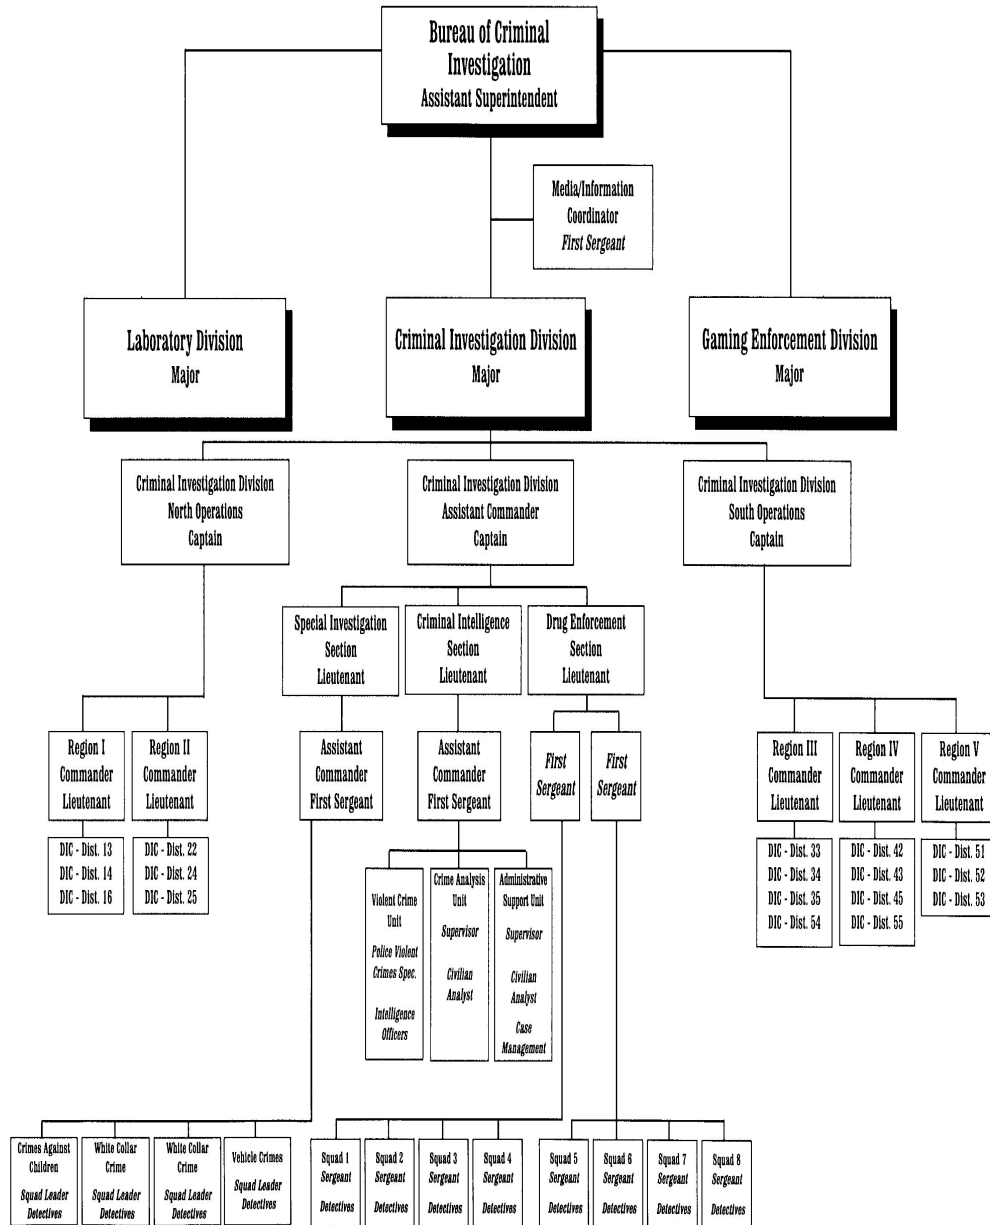 Bureau of Criminal
Investigation
Assistant Superintendent
Media/Information
Coordinator
First Sergeant
Laboratory Division
Major
Criminal Investigation Division
Major
Gaming Enforcement Division
Major
Criminal Investigation Division
North Operations
Captain
Criminal Investigation Division
Assistant Commander
Captain
Criminal Investigation Division
South Operations
Captain
Special Investigation
Section
Lieutenant
Criminal Intelligence
Section
Lieutenant
Drug Enforcement
Section
Lieutenant
Region I
Commander
Lieutenant
Region II
Commander
Lieutenant
Assistant
Commander
First Sergeant
Assistant
Commander
First Sergeant
First
Sergeant
First
Sergeant
Region III
Commander
Lieutenant
Region IV
Commander
Lieutenant
Region V
Commander
Lieutenant
DIC - Dist. 13
DIC - Dist. 14
DIC - Dist. 16
DIC - Dist. 22
DIC - Dist. 24
DIC - Dist. 25
Violent Crime
Unit
Police Violent
Crimes Spec.
Intelligence
Officers
Crime Analysis
Unit
Supervisor
Civilian
Analyst
Administrative
Support Unit
Supervisor
Civilian
Analyst
Case
Management
DIC - Dist. 33
DIC - Dist. 34
DIC - Dist. 35
DIC - Dist. 54
DIC - Dist. 42
DIC - Dist. 43
DIC - Dist. 45
DIC - Dist. 55
DIC - Dist. 51
DIC - Dist. 52
DIC - Dist. 53
Crimes Against
Children
Squad Leader
Detectives
White Collar
Crime
Squad Leader
Detectives
White Collar
Crime
Squad Leader
Detectives
Vehicle Crimes
Squad Leader
Detectives
Squad 1
Sergeant
Detectives
Squad 2
Sergeant
Detectives
Squad 3
Sergeant
Detectives
Squad 4
Sergeant
Detectives
Squad 5
Sergeant
Detectives
Squad 6
Sergeant
Detectives
Squad 7
Sergeant
Detectives
Squad 8
Sergeant
Detectives